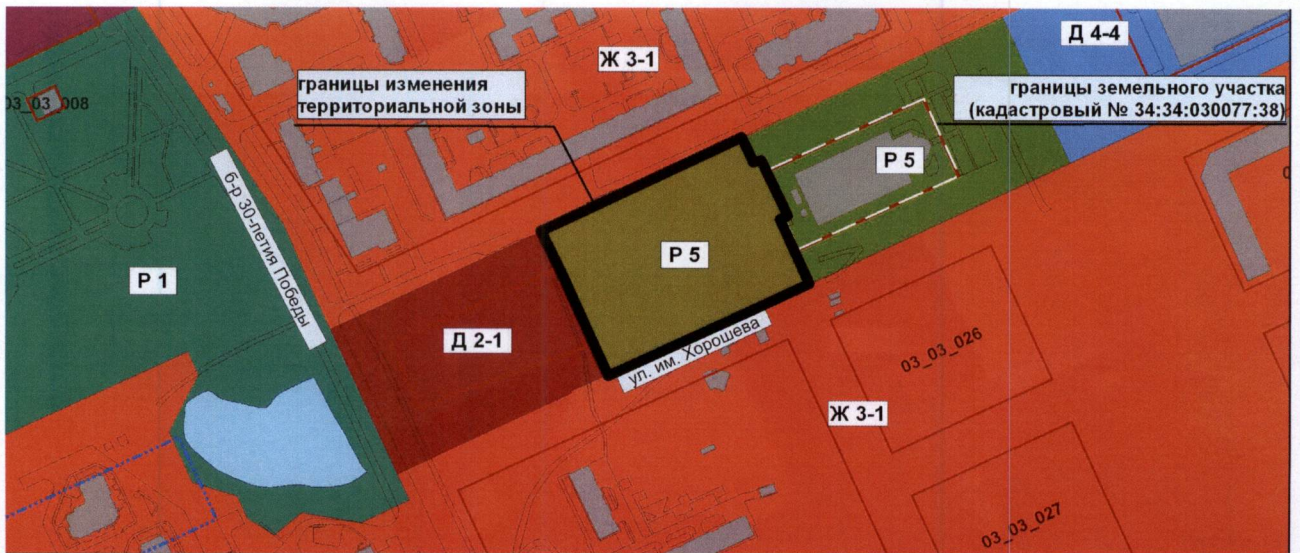 Д 4-4
Ж 3-1
границы изменения
территориальной зоны
границы земельного участка
(кадастровый № 34:34:030077:38)
03_03_008
Р 5
б-р 30-летия Победы
Р 5
Р 1
Д 2-1
ул. им. Хорошева
03_03_026
Ж 3-1
03_03_027